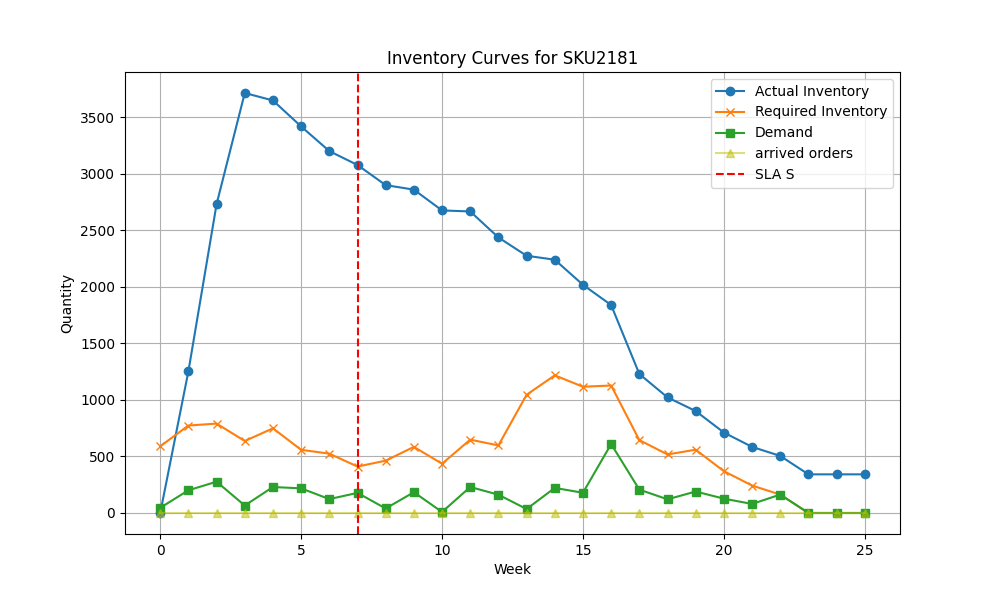 Inventory Curves for SKU2181
Actual Inventory
Required Inventory
Demand
arrived orders
SLA S
Quantity
3500
3000
2500
2000
1500
1000
500
0
0 5 10 15 20 25
Week